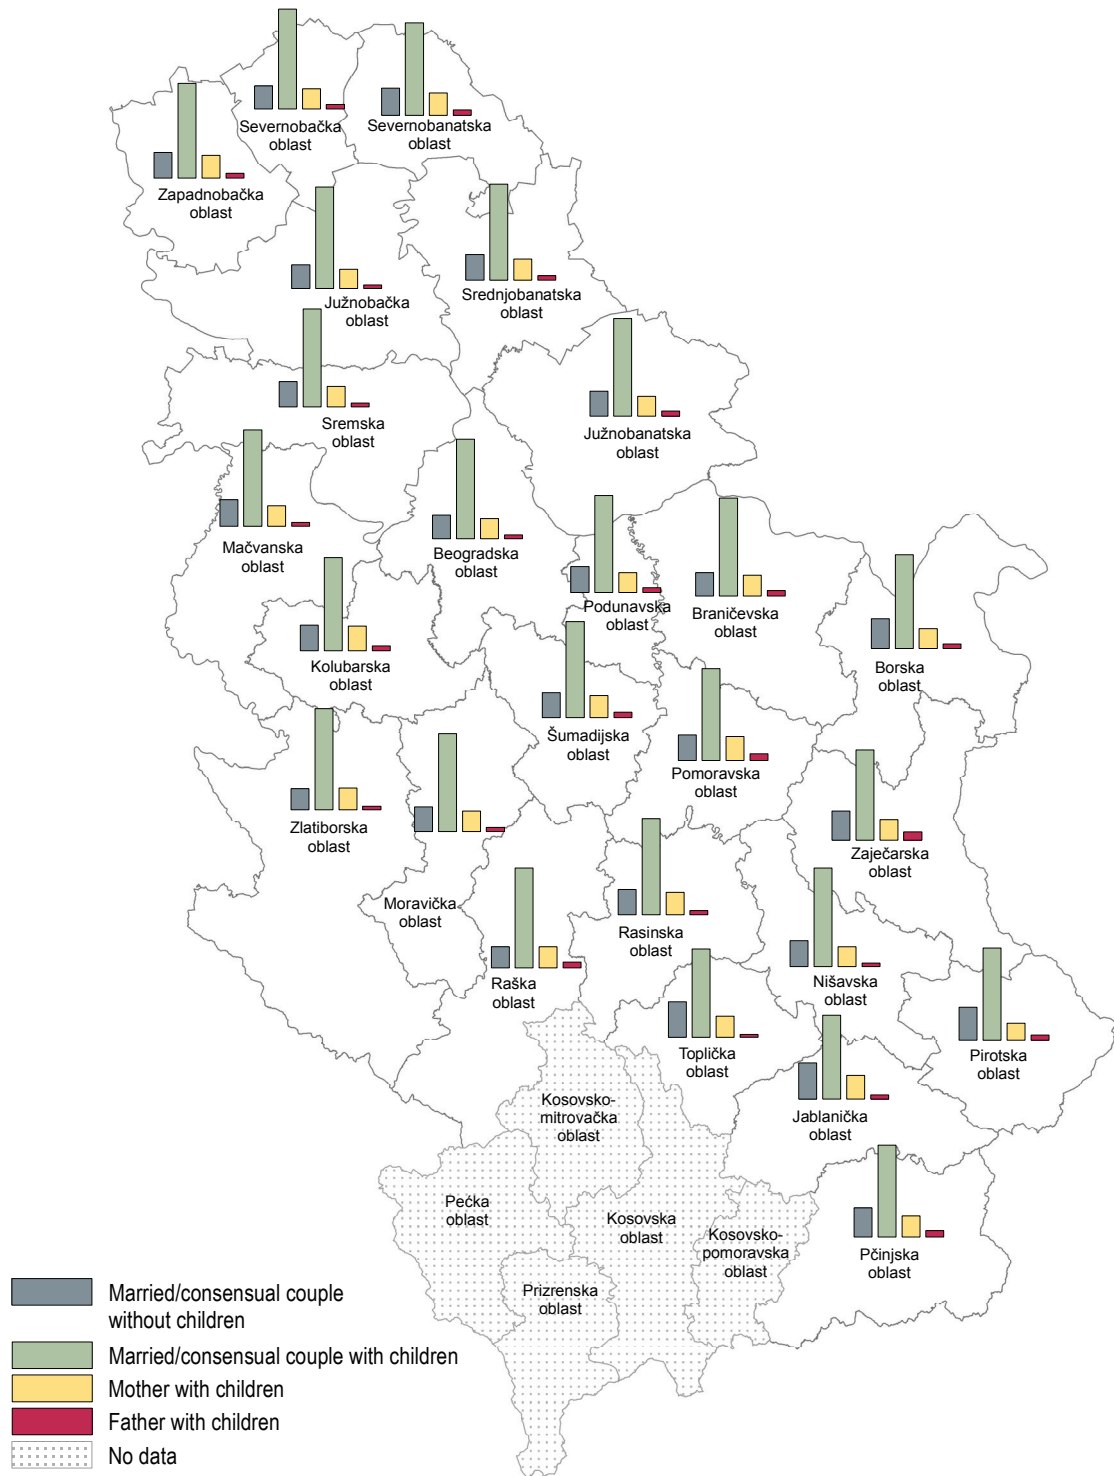 Severnobačka
oblast
Severnobanatska
oblast
Zapadnobačka
oblast
Južnobačka
oblast
Srednjobanatska
oblast
Sremska
oblast
Južnobanatska
oblast
Mačvanska
oblast
Beogradska
oblast
Podunavska
oblast
Braničevska
oblast
Kolubarska
oblast
Borska
oblast
Šumadijska
oblast
Pomoravska
oblast
Zlatiborska
oblast
Zaječarska
oblast
Moravička
oblast
Rasinska
oblast
Raška
oblast
Nišavska
oblast
Toplička
oblast
Pirotska
oblast
Jablanička
oblast
Kosovsko-
mitrovačka
oblast
Pećka
oblast
Kosovska
oblast
Kosovsko-
pomoravska
oblast
Pčinjska
oblast
Prizrenska
oblast
Married/consensual couple
without children
Married/consensual couple with children
Mother with children
Father with children
No data